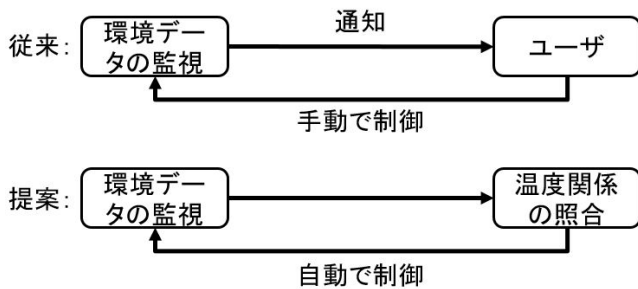 通知
従来:
環境デー
タの監視
ユーザ
手動で制御
提案:
環境デー
タの監視
温度関係
の照合
自動で制御